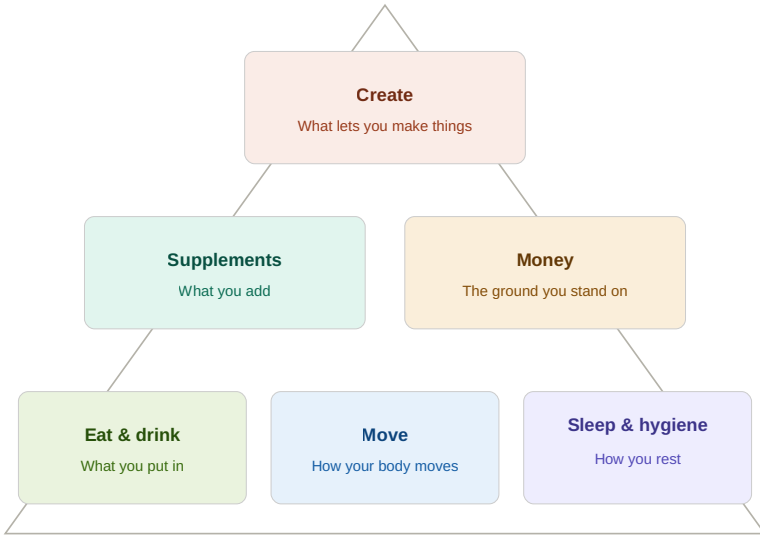 Create
What lets you make things
Supplements
What you add
Money
The ground you stand on
Eat & drink
What you put in
Move
How your body moves
Sleep & hygiene
How you rest